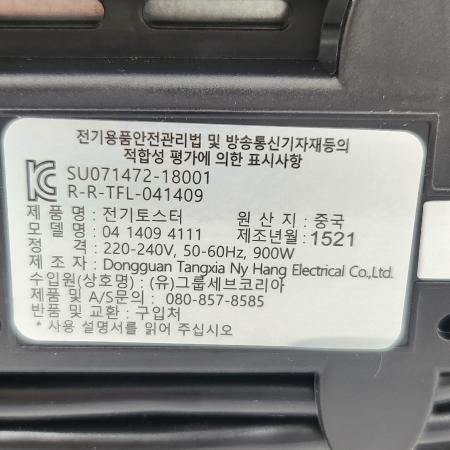 전기용품안전관리법 및 방송통신기자재등의
적합성 평가에 의한 표시사항
SU071472-18001
R-R-TFL-041409
제 품 명 : 전기토스터 원 산 지 : 중국
모 델 명 : 04 1409 4111 제조년월 : 1521
정 격 : 220-240V, 50-60Hz, 900W
제 조 자 : Dongguan Tangxia Ny Hang Electrical Co.,Ltd.
수입원(상호명) : (유)그룹세브코리아
제품 및 A/S문의 : 080-857-8585
반품 및 교환 : 구입처
* 사용 설명서를 읽어 주십시오